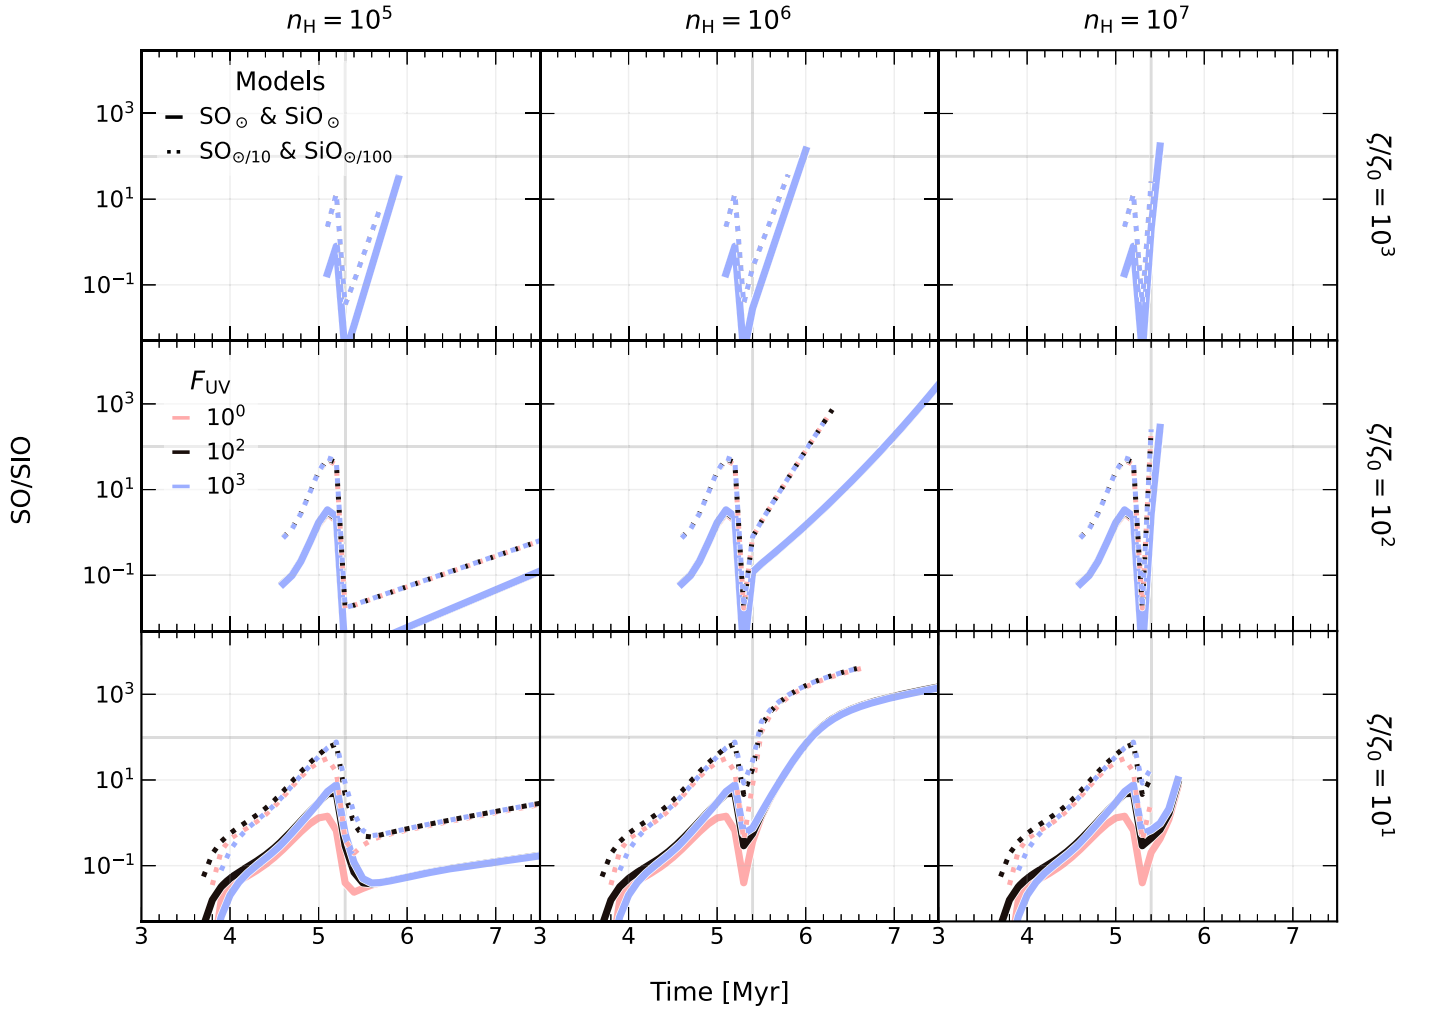 n_H = 10^5 n_H = 10^6 n_H = 10^7
Models
SO_⊙ & SiO_⊙
SO_⊙/10 & SiO_⊙/100
10^3
10^1
10^−1
ζ/ζ_0 = 10^3
F_UV
10^0
10^2
10^3
10^3
10^1
10^−1
ζ/ζ_0 = 10^2
SO/SIO
10^3
10^1
10^−1
ζ/ζ_0 = 10^1
3 4 5 6 7 3 4 5 6 7 3 4 5 6 7
Time [Myr]